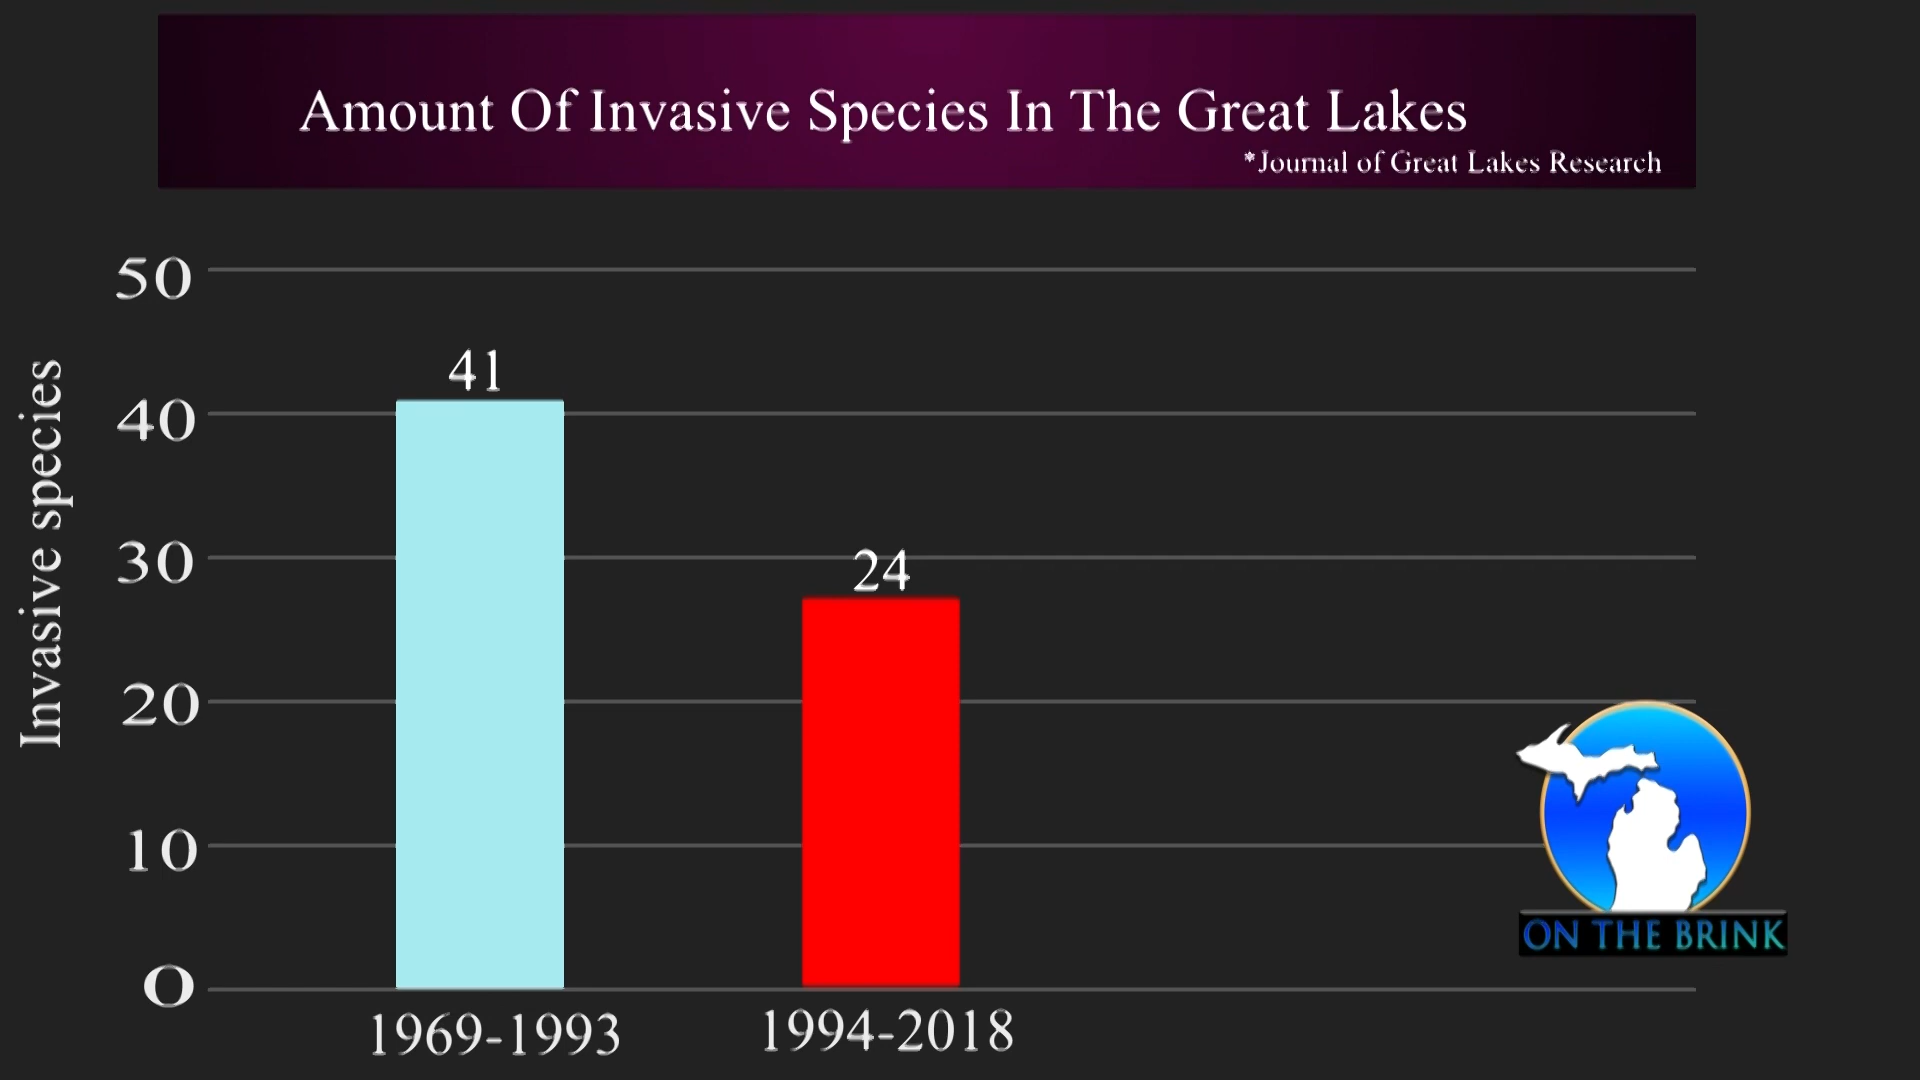 Amount Of Invasive Species In The Great Lakes
*Journal of Great Lakes Research
Invasive species
50
40
30
20
10
0
41
24
1969-1993
1994-2018
ON THE BRINK